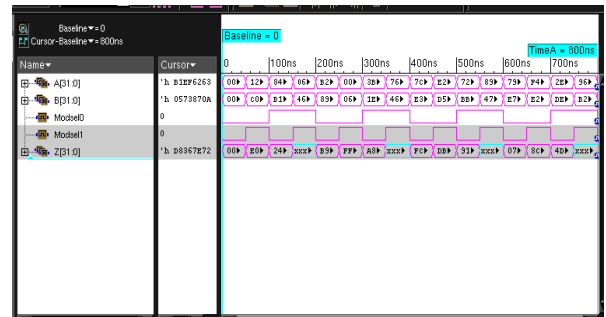 Baseline▼= 0
Cursor-Baseline▼= 800ns
Baseline = 0
TimeA = 800ns
Name▼ Cursor▼ 0 100ns 200ns 300ns 400ns 500ns 600ns 700ns
A[31:0] 'h B1EF6263 00 12 84 06 B2 00 3B 76 7C E2 72 89 79 F4 2E 96
B[31:0] 'h 0573870A 00 C0 B1 46 89 06 1E 46 E3 D5 BB 47 E7 E2 DE B2
Modsel0 0
Modsel1 0
Z[31:0] 'h D8367E72 00 E0 24 xxx B9 FF A8 xxx FC DB 91 xxx 07 8C 4D xxx